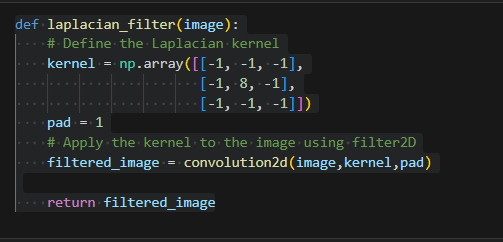 def laplacian_filter(image):
    # Define the Laplacian kernel
    kernel = np.array([[-1, -1, -1],
                       [-1, 8, -1],
                       [-1, -1, -1]])
    pad = 1
    # Apply the kernel to the image using filter2D
    filtered_image = convolution2d(image,kernel,pad)
    return filtered_image